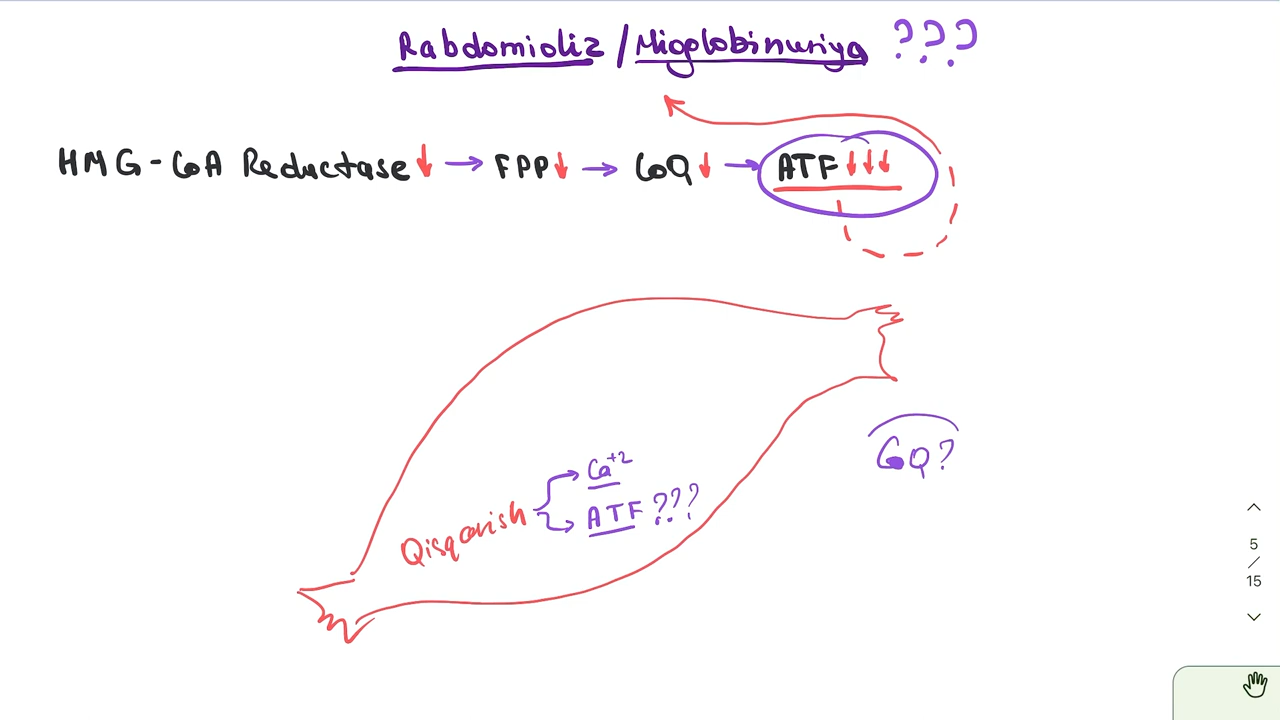 Rabdomioliz / Mioglobinuriya ???
HMG-CoA Reductase ↓ → FPP ↓ → CoQ ↓ → ATF ↓↓↓
CoQ?
Ca+2
Qisqarish
ATF ???
5
/
15